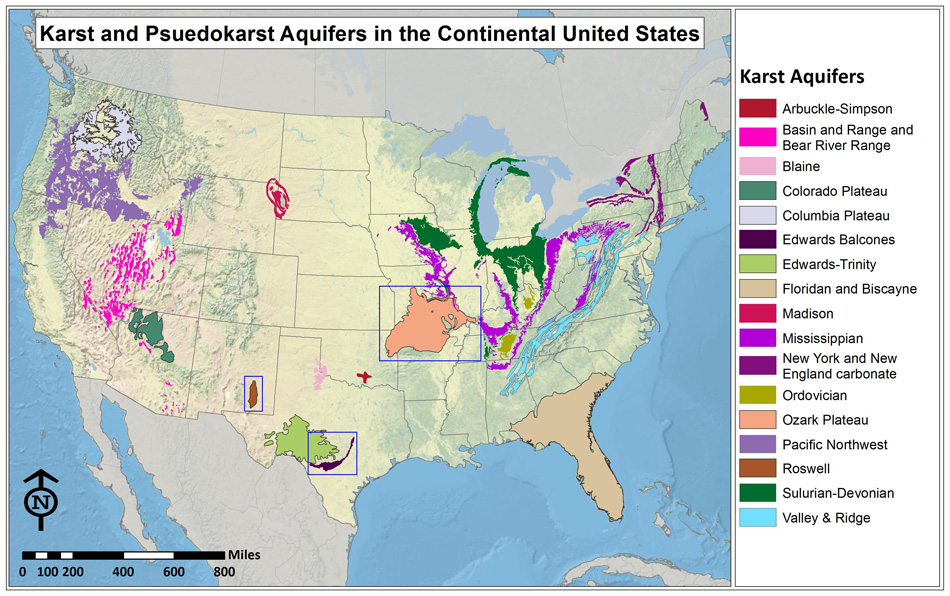 Karst and Psuedokarst Aquifers in the Continental United States
Karst Aquifers
Arbuckle-Simpson
Basin and Range and
Bear River Range
Blaine
Colorado Plateau
Columbia Plateau
Edwards Balcones
Edwards-Trinity
Floridan and Biscayne
Madison
Mississippian
New York and New
England carbonate
Ordovician
Ozark Plateau
Pacific Northwest
Roswell
Sulurian-Devonian
Valley & Ridge
N
Miles
0 100 200 400 600 800